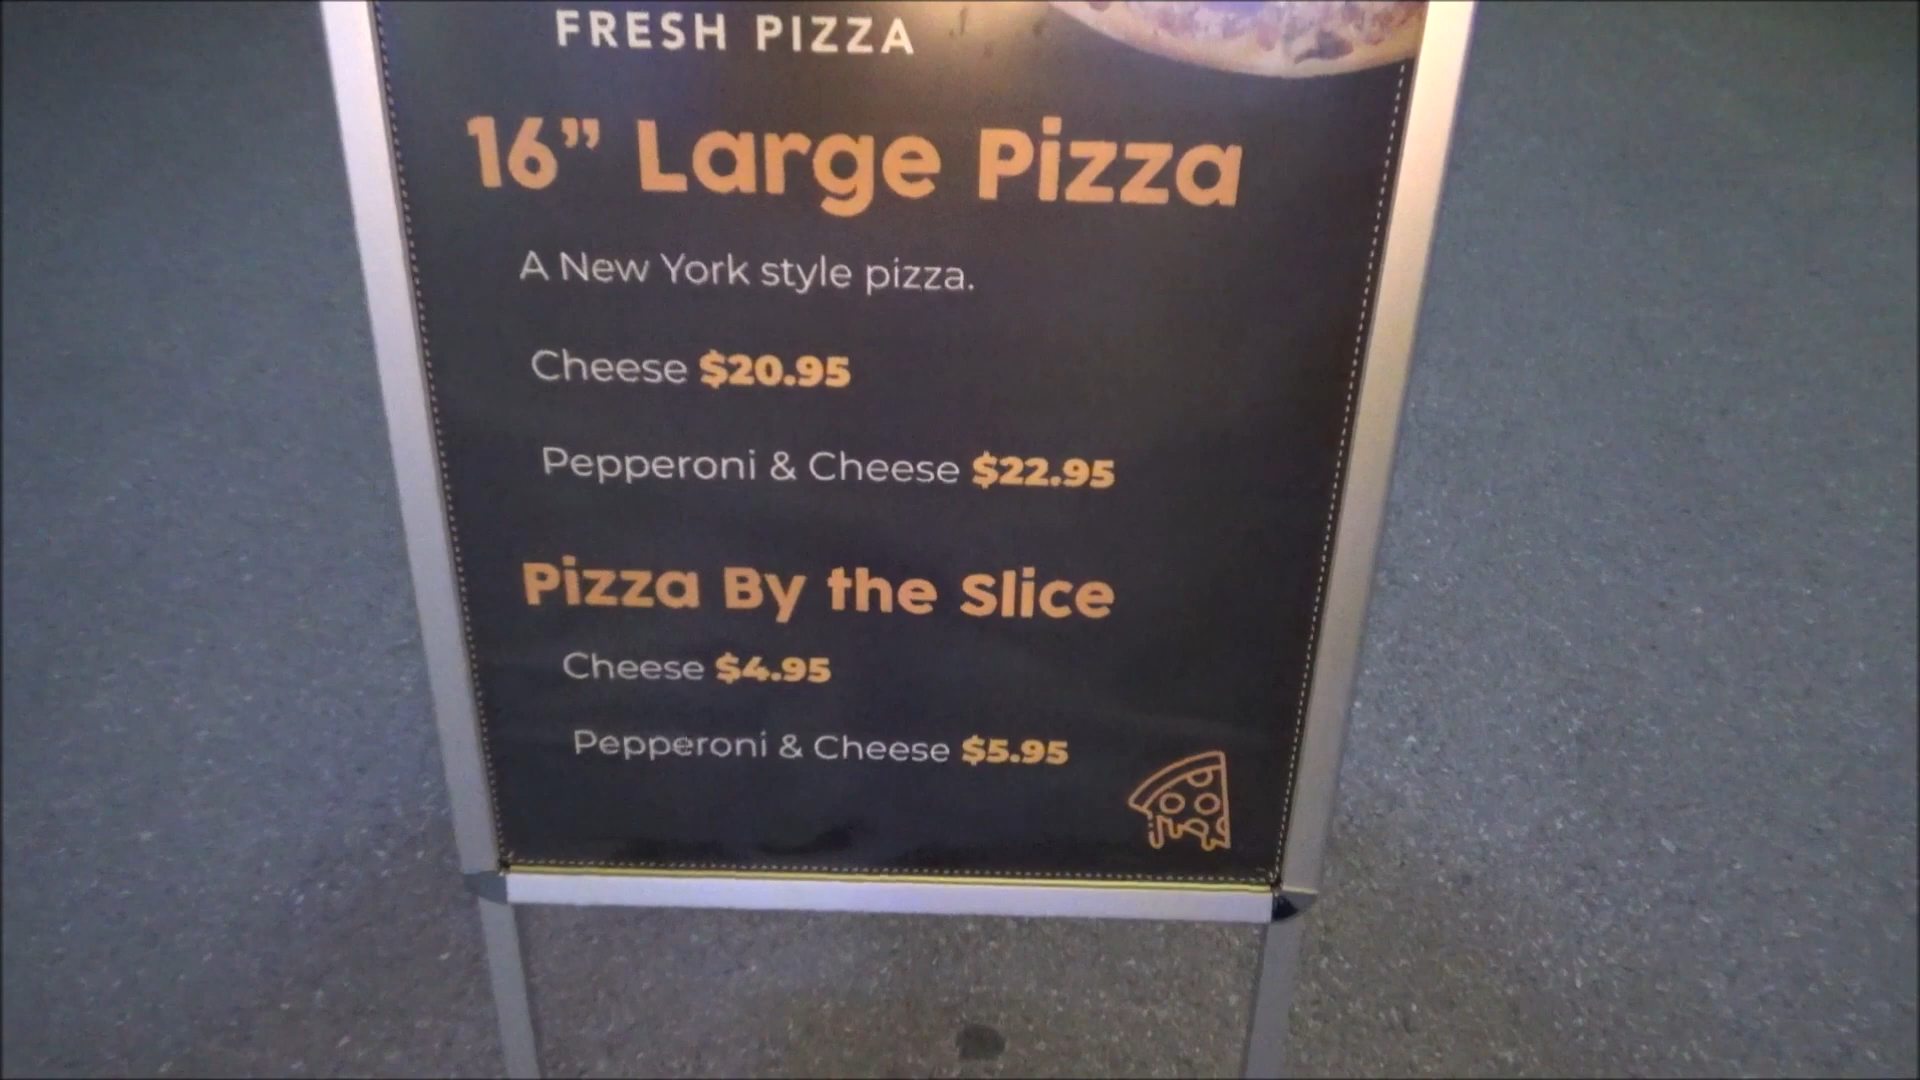 FRESH PIZZA
16” Large Pizza
A New York style pizza.
Cheese $20.95
Pepperoni & Cheese $22.95
Pizza By the Slice
Cheese $4.95
Pepperoni & Cheese $5.95